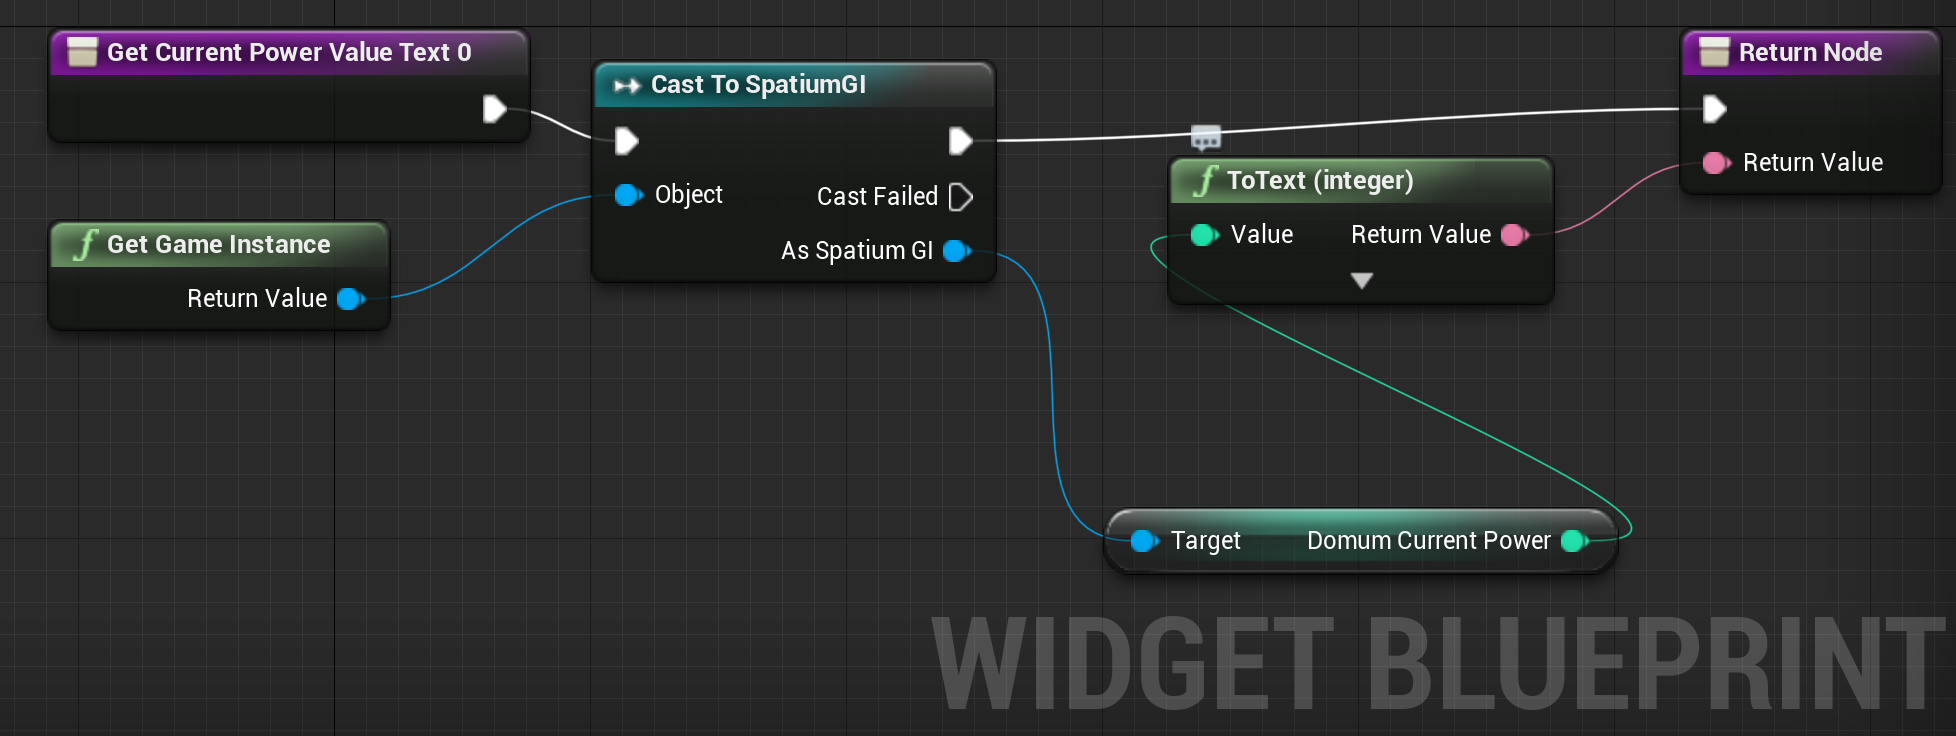 Get Current Power Value Text 0
Cast To SpatiumGI
Object
Cast Failed
As Spatium GI
f Get Game Instance
Return Value
f ToText (integer)
Value
Return Value
Return Node
Return Value
Target
Domum Current Power
WIDGET BLUEPRINT